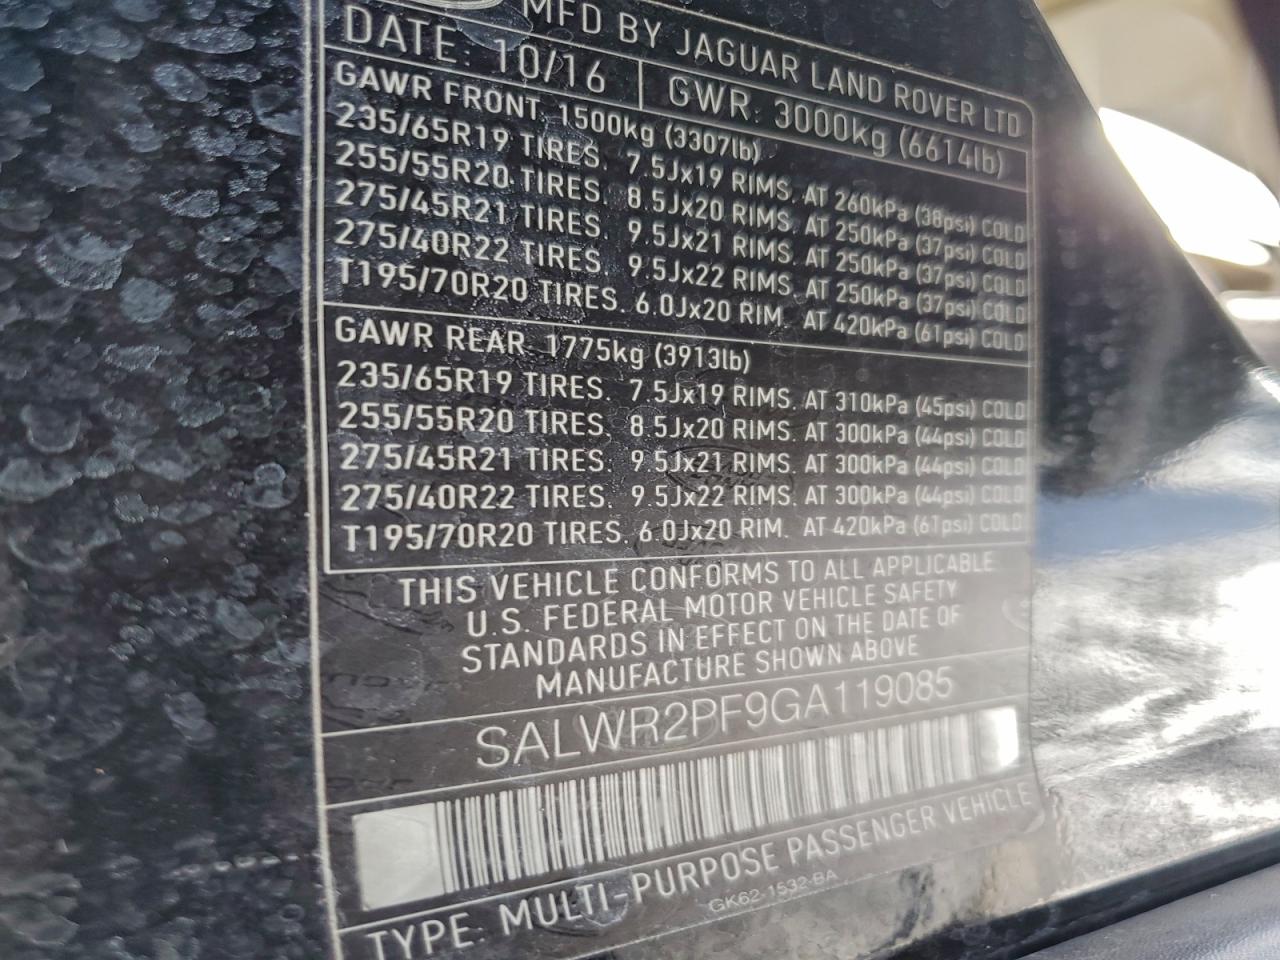 MFD BY JAGUAR LAND ROVER LTD
DATE: 10/16 GWR: 3000kg (6614lb)
GAWR FRONT. 1500kg (3307lb)
235/65R19 TIRES. 7.5Jx19 RIMS. AT 260kPa (38psi) COLD
255/55R20 TIRES. 8.5Jx20 RIMS. AT 250kPa (37psi) COLD
275/45R21 TIRES. 9.5Jx21 RIMS. AT 250kPa (37psi) COLD
275/40R22 TIRES. 9.5Jx22 RIMS. AT 250kPa (37psi) COLD
T195/70R20 TIRES. 6.0Jx20 RIM. AT 420kPa (61psi) COLD
GAWR REAR. 1775kg (3913lb)
235/65R19 TIRES. 7.5Jx19 RIMS. AT 310kPa (45psi) COLD
255/55R20 TIRES. 8.5Jx20 RIMS. AT 300kPa (44psi) COLD
275/45R21 TIRES. 9.5Jx21 RIMS. AT 300kPa (44psi) COLD
275/40R22 TIRES. 9.5Jx22 RIMS. AT 300kPa (44psi) COLD
T195/70R20 TIRES. 6.0Jx20 RIM. AT 420kPa (61psi) COLD
THIS VEHICLE CONFORMS TO ALL APPLICABLE
U.S. FEDERAL MOTOR VEHICLE SAFETY
STANDARDS IN EFFECT ON THE DATE OF
MANUFACTURE SHOWN ABOVE
SALWR2PF9GA119085
TYPE: MULTI-PURPOSE PASSENGER VEHICLE
GK62-1532-BA